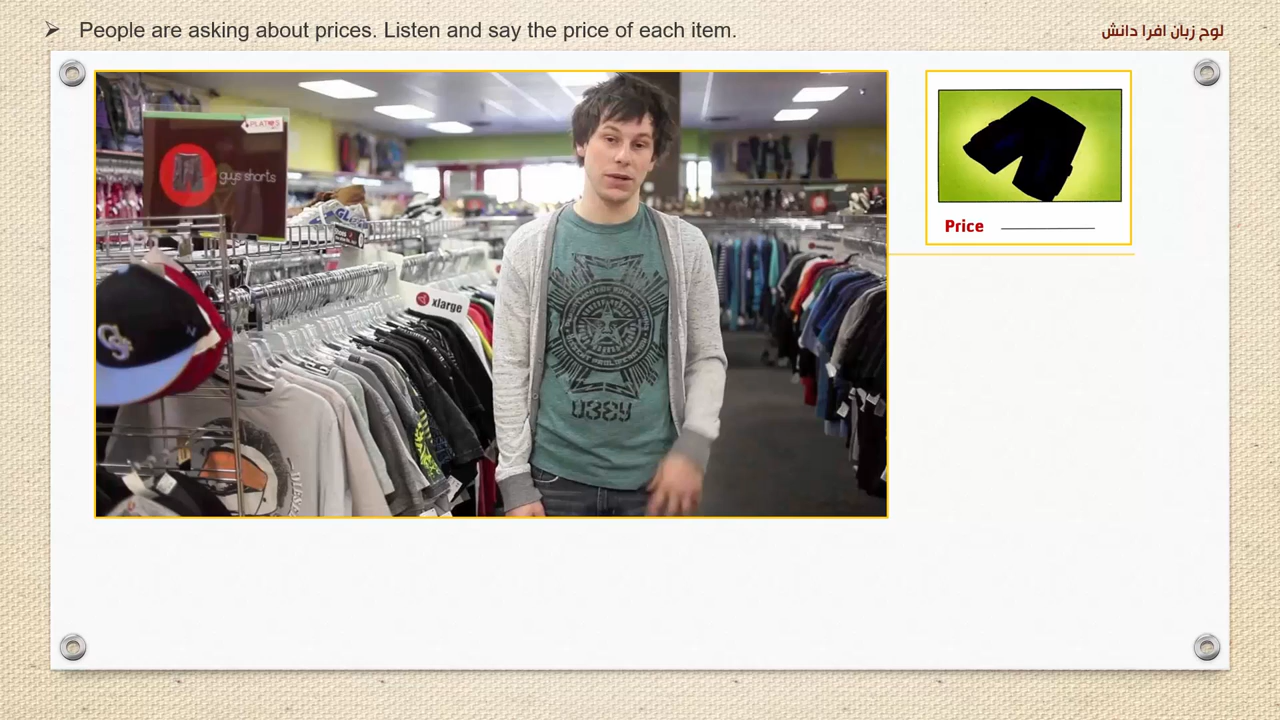 People are asking about prices. Listen and say the price of each item.
لوح زبان افرا دانش
PLATO'S
guys shorts
xlarge
Price